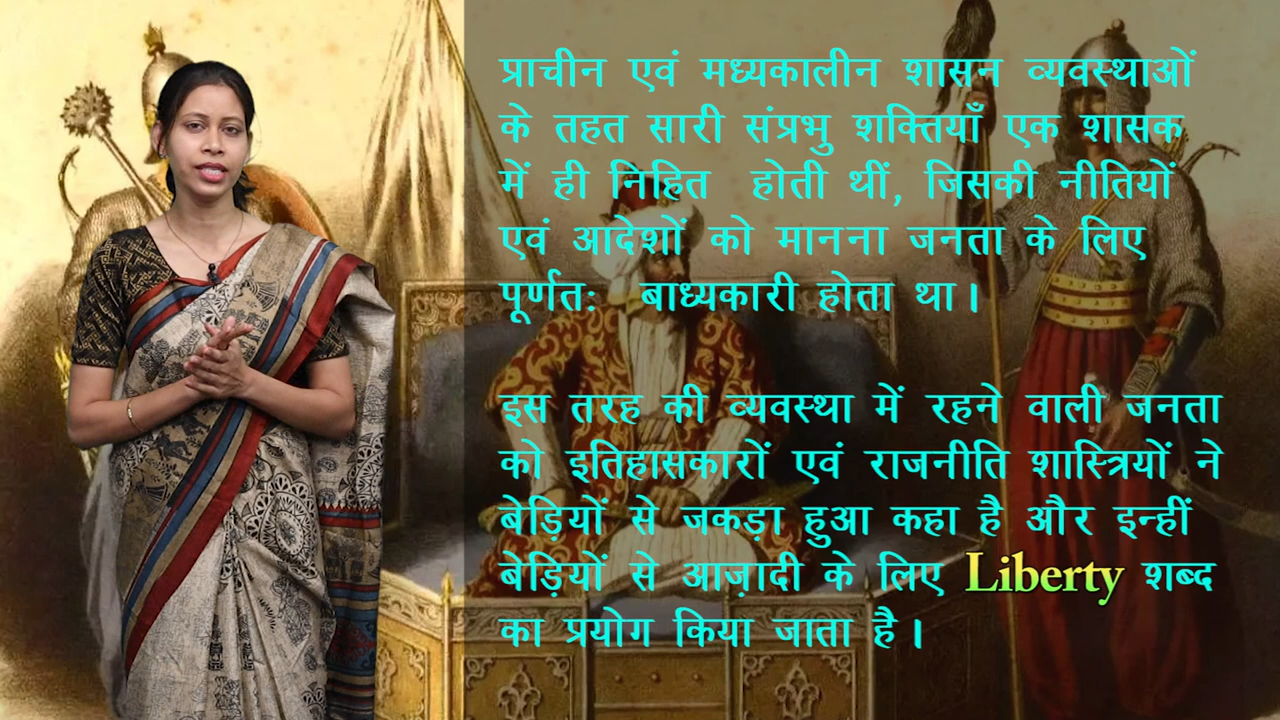 प्राचीन एवं मध्यकालीन शासन व्यवस्थाओं
के तहत सारी संप्रभु शक्तियाँ एक शासक
में ही निहित होती थीं, जिसकी नीतियों
एवं आदेशों को मानना जनता के लिए
पूर्णतः बाध्यकारी होता था।
इस तरह की व्यवस्था में रहने वाली जनता
को इतिहासकारों एवं राजनीति शास्त्रियों ने
बेड़ियों से जकड़ा हुआ कहा है और इन्हीं
बेड़ियों से आज़ादी के लिए Liberty शब्द
का प्रयोग किया जाता है।